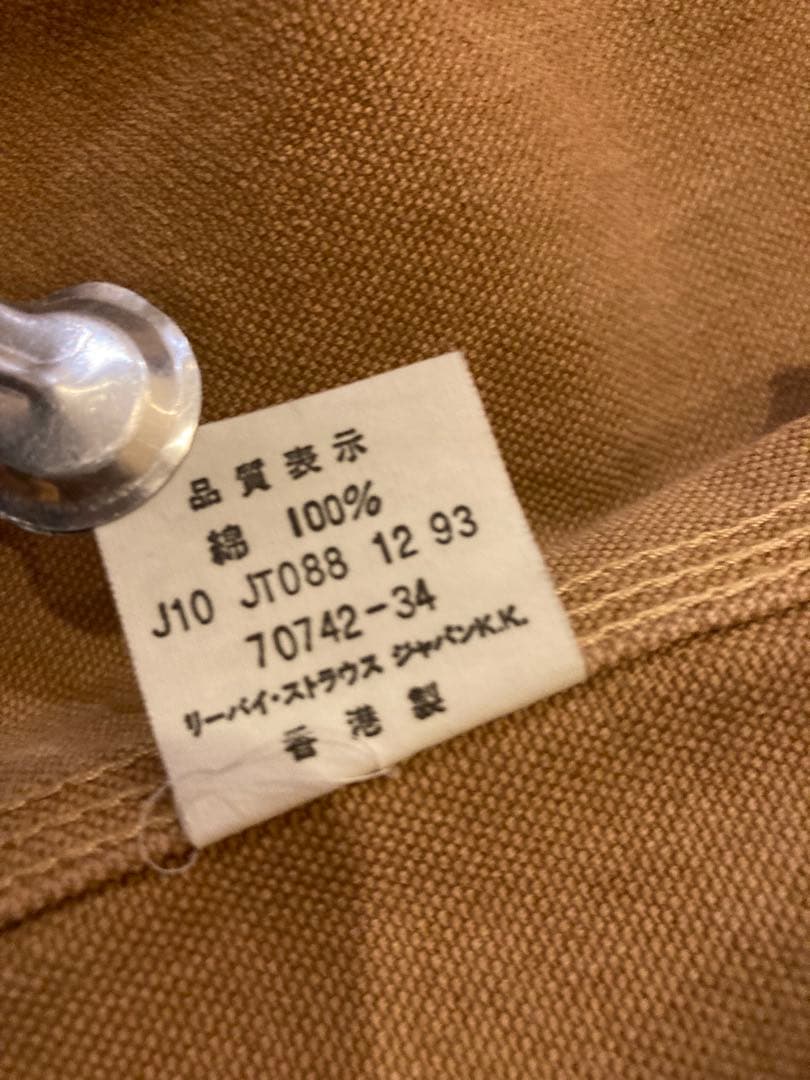 品質表示
綿 100%
J10 JT088 12 93
70742-34
リーバイ・ストラウス ジャパンK.K.
香港製